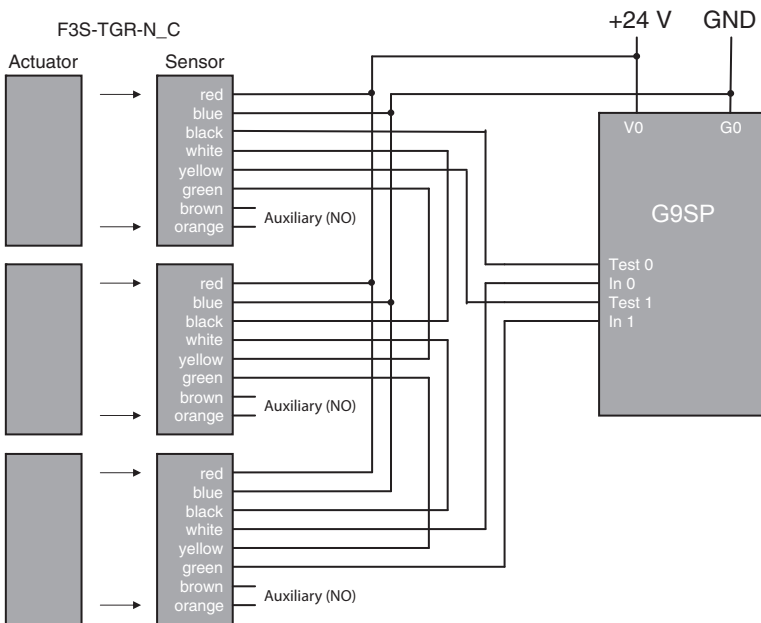 +24 V GND
F3S-TGR-N_C
Actuator Sensor
red
blue
black
white
yellow
green
brown
orange
Auxiliary (NO)
V0 G0
G9SP
Test 0
In 0
Test 1
In 1
red
blue
black
white
yellow
green
brown
orange
Auxiliary (NO)
red
blue
black
white
yellow
green
brown
orange
Auxiliary (NO)